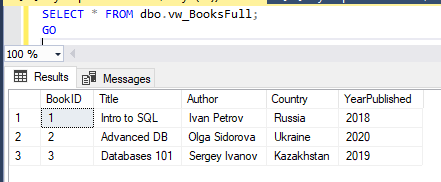 SELECT * FROM dbo.vw_BooksFull;
GO
100 %
Results Messages
BookID Title Author Country YearPublished
1 1 Intro to SQL Ivan Petrov Russia 2018
2 2 Advanced DB Olga Sidorova Ukraine 2020
3 3 Databases 101 Sergey Ivanov Kazakhstan 2019